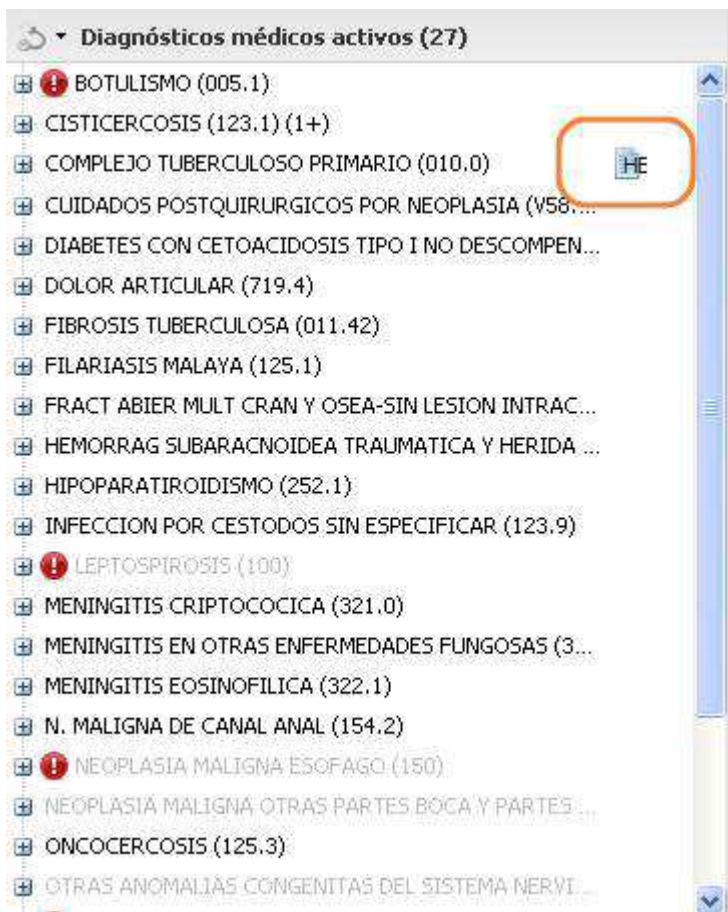 Diagnósticos médicos activos (27)
BOTULISMO (005.1)
CISTICERCOSIS (123.1) (1+)
COMPLEJO TUBERCULOSO PRIMARIO (010.0) HE
CUIDADOS POSTQUIRURGICOS POR NEOPLASIA (V58....
DIABETES CON CETOACIDOSIS TIPO I NO DESCOMPEN...
DOLOR ARTICULAR (719.4)
FIBROSIS TUBERCULOSA (011.42)
FILARIASIS MALAYA (125.1)
FRACT ABIER MULT CRAN Y OSEA-SIN LESION INTRAC...
HEMORRAG SUBARACNOIDEA TRAUMATICA Y HERIDA ...
HIPOPARATIROIDISMO (252.1)
INFECCION POR CESTODOS SIN ESPECIFICAR (123.9)
LEPTOSPIROSIS (100)
MENINGITIS CRIPTOCOCICA (321.0)
MENINGITIS EN OTRAS ENFERMEDADES FUNGOSAS (3...
MENINGITIS EOSINOFILICA (322.1)
N. MALIGNA DE CANAL ANAL (154.2)
NEOPLASIA MALIGNA ESOFAGO (150)
NEOPLASIA MALIGNA OTRAS PARTES BOCA Y PARTES ...
ONCOCERCOSIS (125.3)
OTRAS ANOMALIAS CONGENITAS DEL SISTEMA NERVI...